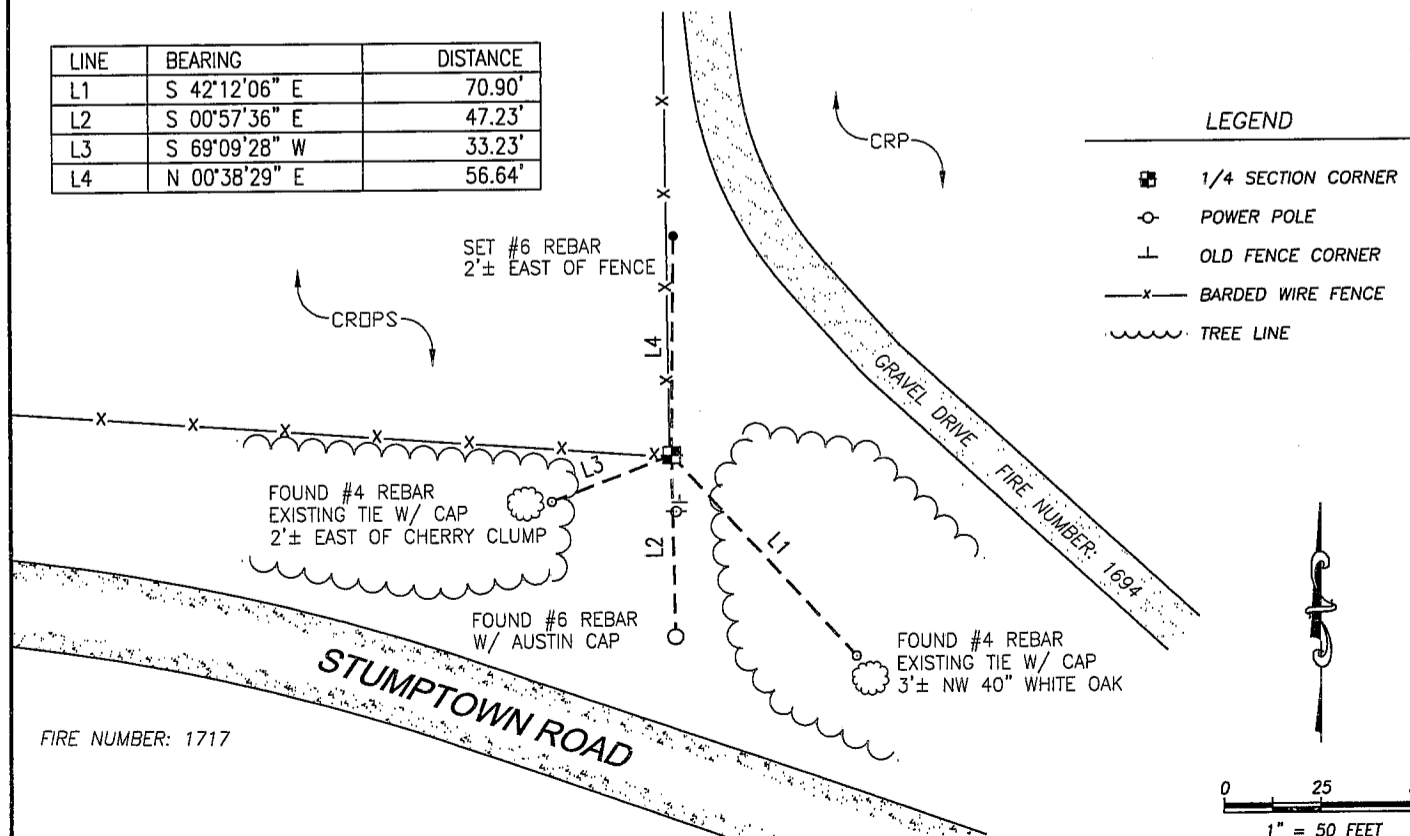 LINE BEARING DISTANCE
L1 S 42°12'06" E 70.90'
L2 S 00°57'36" E 47.23'
L3 S 69°09'28" W 33.23'
L4 N 00°38'29" E 56.64'
CRP
LEGEND
1/4 SECTION CORNER
POWER POLE
OLD FENCE CORNER
x BARDED WIRE FENCE
TREE LINE
SET #6 REBAR
2'± EAST OF FENCE
CROPS
L4
GRAVEL DRIVE FIRE NUMBER: 1694
L3
FOUND #4 REBAR
EXISTING TIE W/ CAP
2'± EAST OF CHERRY CLUMP
L2
L1
FOUND #6 REBAR
W/ AUSTIN CAP
FOUND #4 REBAR
EXISTING TIE W/ CAP
3'± NW 40" WHITE OAK
STUMPTOWN ROAD
FIRE NUMBER: 1717
0 25
1" = 50 FEET